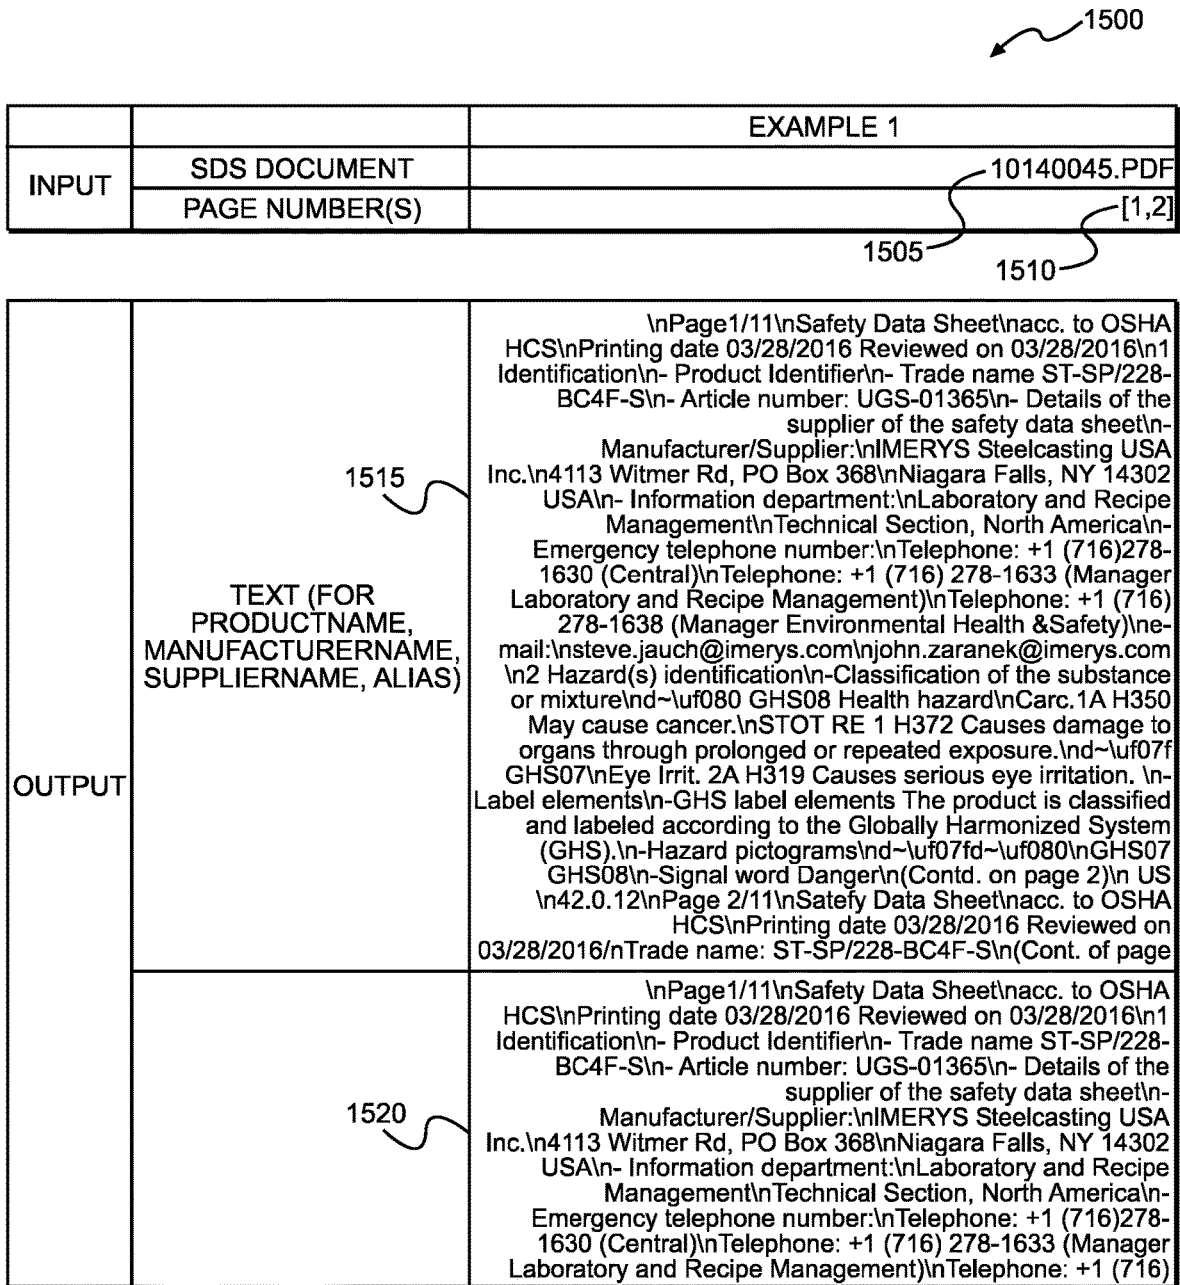 1500
EXAMPLE 1
INPUT
SDS DOCUMENT
10140045.PDF
PAGE NUMBER(S)
[1,2]
1505
1510
OUTPUT
1515
TEXT (FOR
PRODUCTNAME,
MANUFACTURERNAME,
SUPPLIERNAME, ALIAS)
\nPage1/11\nSafety Data Sheet\nacc. to OSHA
HCS\nPrinting date 03/28/2016 Reviewed on 03/28/2016\n1
Identification\n- Product Identifier\n- Trade name ST-SP/228-
BC4F-S\n- Article number: UGS-01365\n- Details of the
supplier of the safety data sheet\n-
Manufacturer/Supplier:\nIMERYS Steelcasting USA
Inc.\n4113 Witmer Rd, PO Box 368\nNiagara Falls, NY 14302
USA\n- Information department:\nLaboratory and Recipe
Management\nTechnical Section, North America\n-
Emergency telephone number:\nTelephone: +1 (716)278-
1630 (Central)\nTelephone: +1 (716) 278-1633 (Manager
Laboratory and Recipe Management)\nTelephone: +1 (716)
278-1638 (Manager Environmental Health &Safety)\ne-
mail:\nsteve.jauch@imerys.com\njohn.zaranek@imerys.com
\n2 Hazard(s) identification\n-Classification of the substance
or mixture\nd~\uf080 GHS08 Health hazard\nCarc.1A H350
May cause cancer.\nSTOT RE 1 H372 Causes damage to
organs through prolonged or repeated exposure.\nd~\uf07f
GHS07\nEye Irrit. 2A H319 Causes serious eye irritation. \n-
Label elements\n-GHS label elements The product is classified
and labeled according to the Globally Harmonized System
(GHS).\n-Hazard pictograms\nd~\uf07fd~\uf080\nGHS07
GHS08\n-Signal word Danger\n(Contd. on page 2)\n US
\n42.0.12\nPage 2/11\nSatefy Data Sheet\nacc. to OSHA
HCS\nPrinting date 03/28/2016 Reviewed on
03/28/2016/nTrade name: ST-SP/228-BC4F-S\n(Cont. of page
1520
\nPage1/11\nSafety Data Sheet\nacc. to OSHA
HCS\nPrinting date 03/28/2016 Reviewed on 03/28/2016\n1
Identification\n- Product Identifier\n- Trade name ST-SP/228-
BC4F-S\n- Article number: UGS-01365\n- Details of the
supplier of the safety data sheet\n-
Manufacturer/Supplier:\nIMERYS Steelcasting USA
Inc.\n4113 Witmer Rd, PO Box 368\nNiagara Falls, NY 14302
USA\n- Information department:\nLaboratory and Recipe
Management\nTechnical Section, North America\n-
Emergency telephone number:\nTelephone: +1 (716)278-
1630 (Central)\nTelephone: +1 (716) 278-1633 (Manager
Laboratory and Recipe Management)\nTelephone: +1 (716)